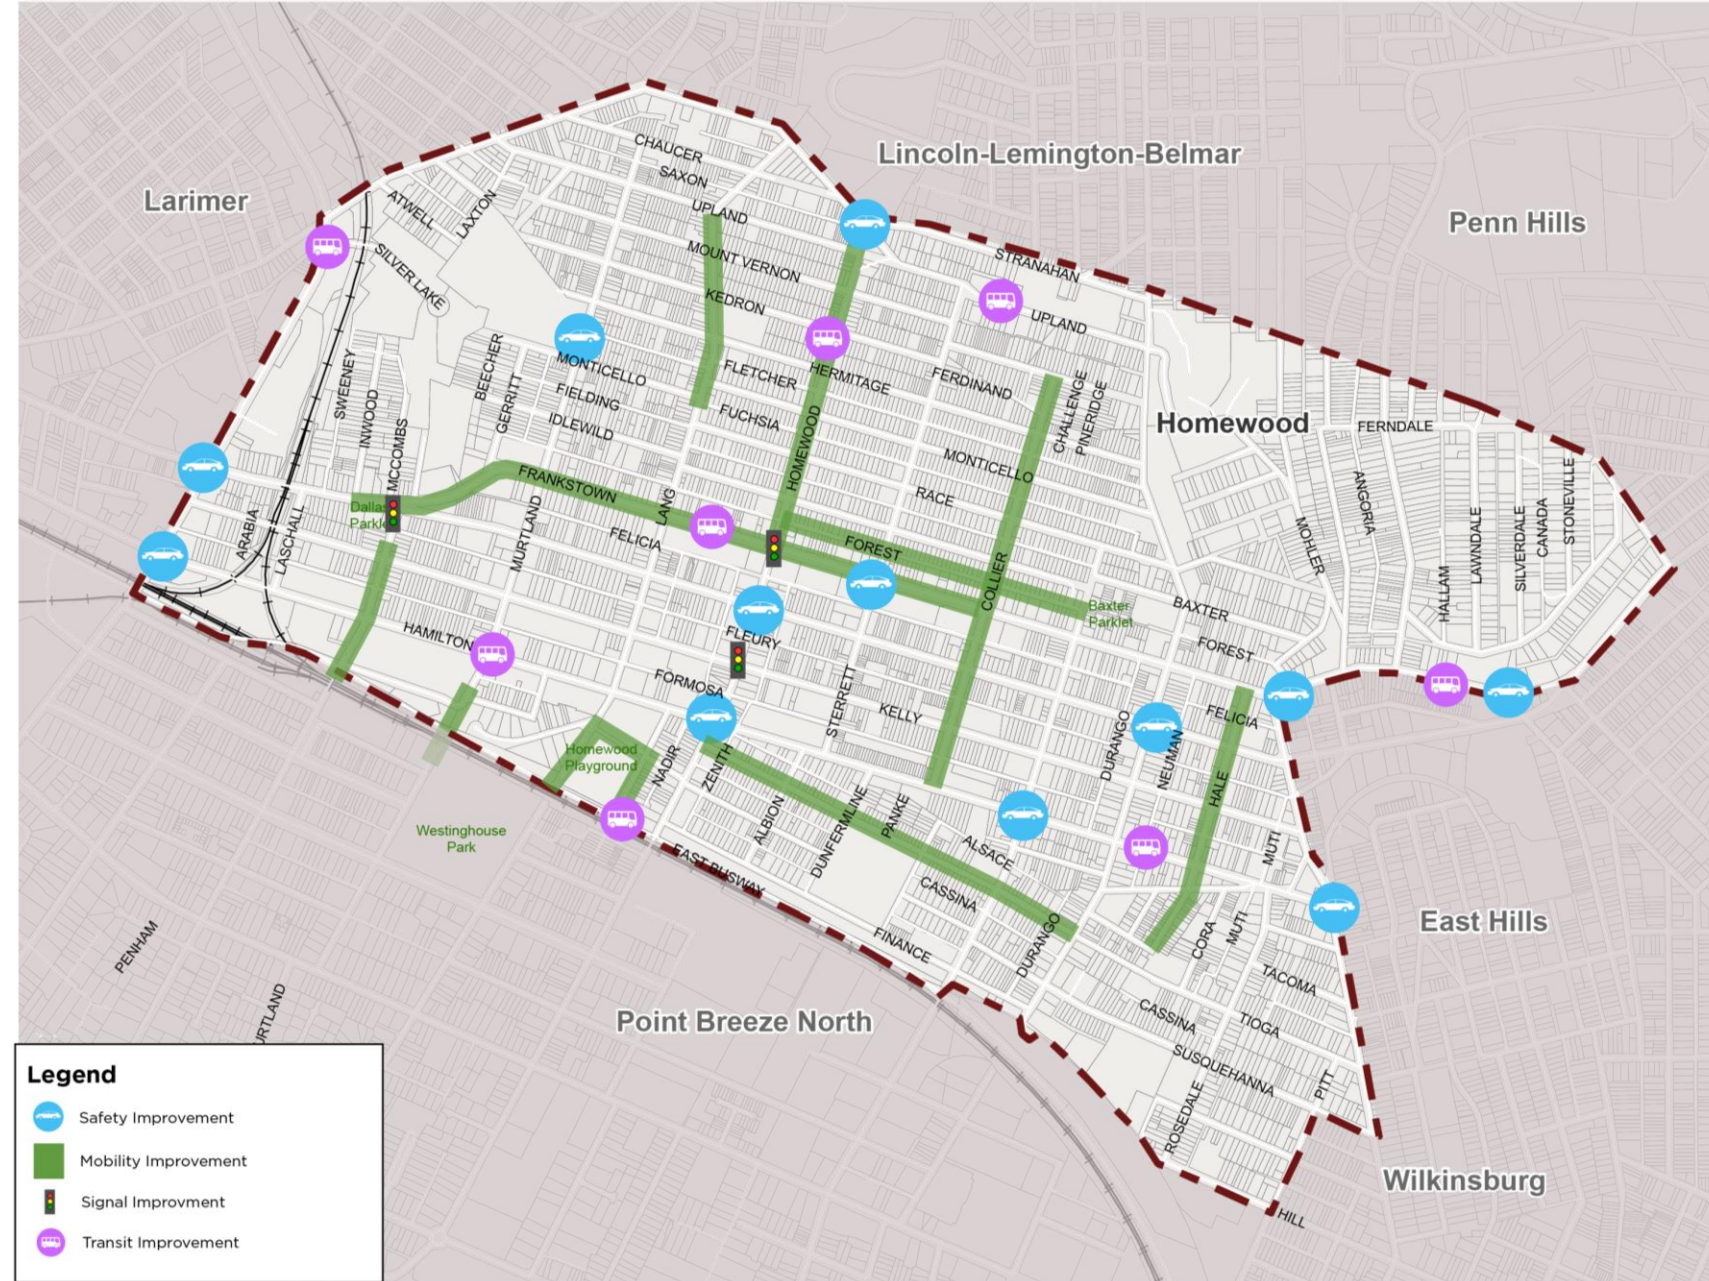 Lincoln-Lemington-Belmar
Larimer
Penn Hills
CHAUCER
SAXON
UPLAND
ATWELL
LAXTON
SILVER LAKE
MOUNT VERNON
KEDRON
STRANAHAN
UPLAND
BEECHER
GERRITT
MONTICELLO
FIELDING
IDLEWILD
FLETCHER
FUCHSIA
HERMITAGE
FERDINAND
CHALLENGE
PINERIDGE
Homewood
FERNDALE
SWEENEY
INWOOD
MCCOMBS
HOMEWOOD
MONTICELLO
RACE
ANGORIA
MOHLER
HALLAM
LAWNDALE
SILVERDALE
CANADA
STONEVILLE
FRANKSTOWN
LANG
MURTLAND
FELICIA
FOREST
COLLIER
ARABIA
LASCHALL
Baxter
Parklet
BAXTER
FOREST
HAMILTON
FLEURY
FORMOSA
STERRETT
KELLY
FELICIA
DURANGO
NEUMAN
HALE
MUTI
Homewood
Playground
NADIR
ZENITH
ALBION
DUNFERMLINE
PANKE
ALSACE
CASSINA
Westinghouse
Park
EAST BUSWAY
FINANCE
DURANGO
CORA
MUTI
TACOMA
East Hills
PENHAM
Point Breeze North
CASSINA
TIOGA
SUSQUEHANNA
PITT
ROSEDALE
Wilkinsburg
HILL
Legend
Safety Improvement
Mobility Improvement
Signal Improvment
Transit Improvement